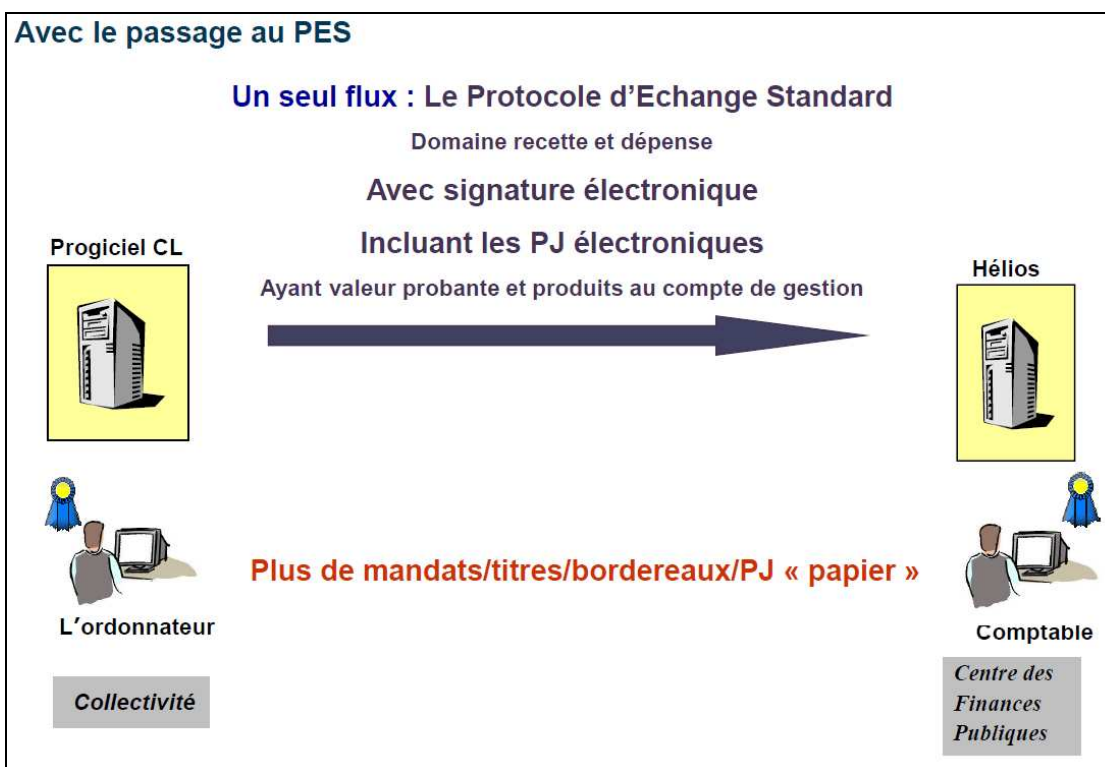 Avec le passage au PES
Un seul flux : Le Protocole d'Echange Standard
Domaine recette et dépense
Avec signature électronique
Incluant les PJ électroniques
Ayant valeur probante et produits au compte de gestion
Progiciel CL
Hélios
Plus de mandats/titres/bordereaux/PJ « papier »
L'ordonnateur
Comptable
Collectivité
Centre des
Finances
Publiques